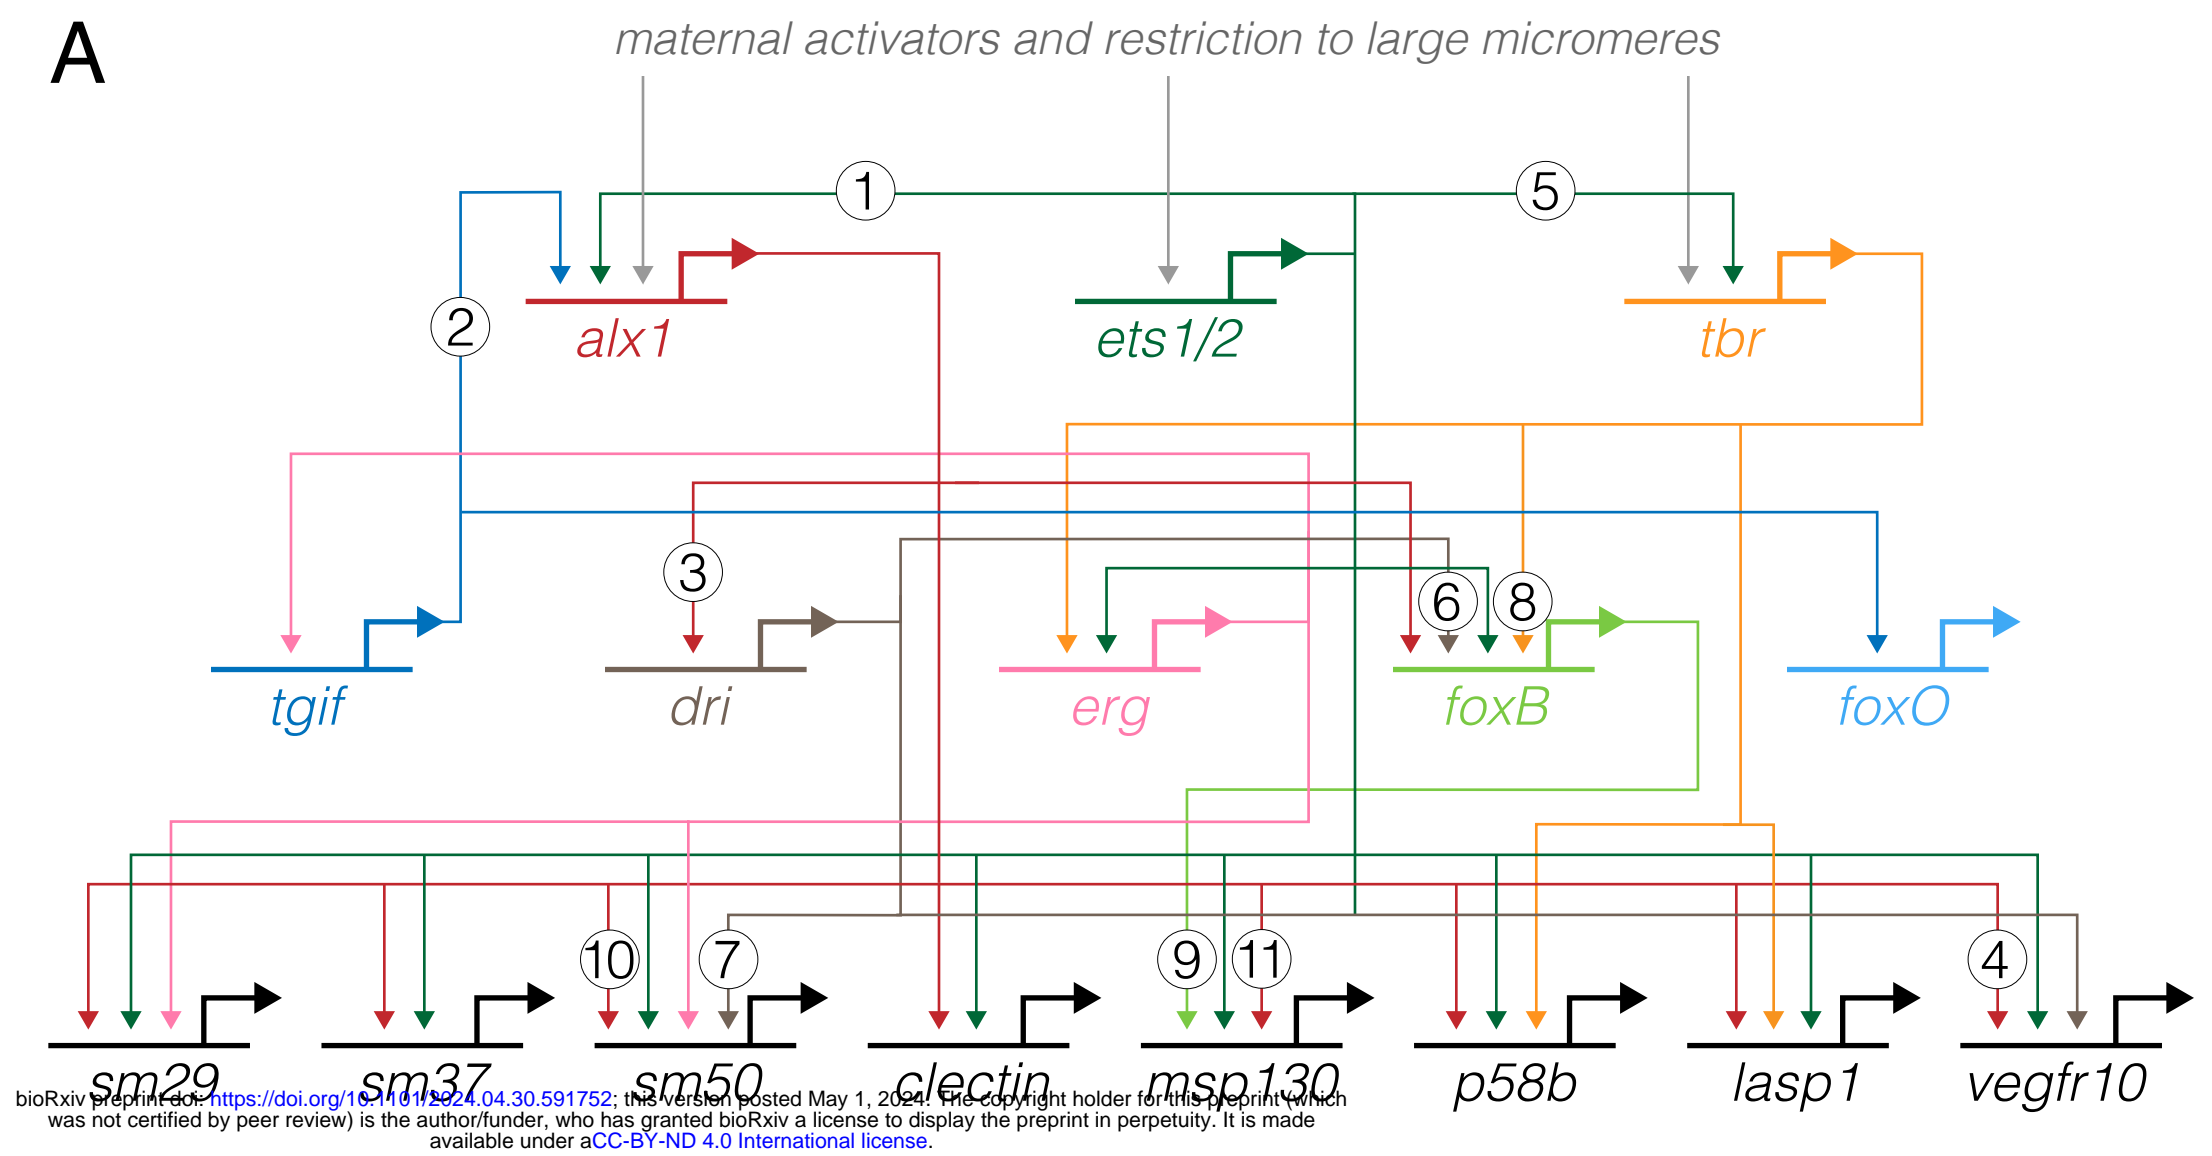 A
maternal activators and restriction to large micromeres
1
5
2
alx1
ets1/2
tbr
3
6
8
tgif
dri
erg
foxB
foxO
10
7
9
11
4
sm29
sm37
sm50
clectin
msp130
p58b
lasp1
vegfr10
bioRxiv preprint doi: https://doi.org/10.1101/2024.04.30.591752; this version posted May 1, 2024. The copyright holder for this preprint (which
was not certified by peer review) is the author/funder, who has granted bioRxiv a license to display the preprint in perpetuity. It is made
available under aCC-BY-ND 4.0 International license.